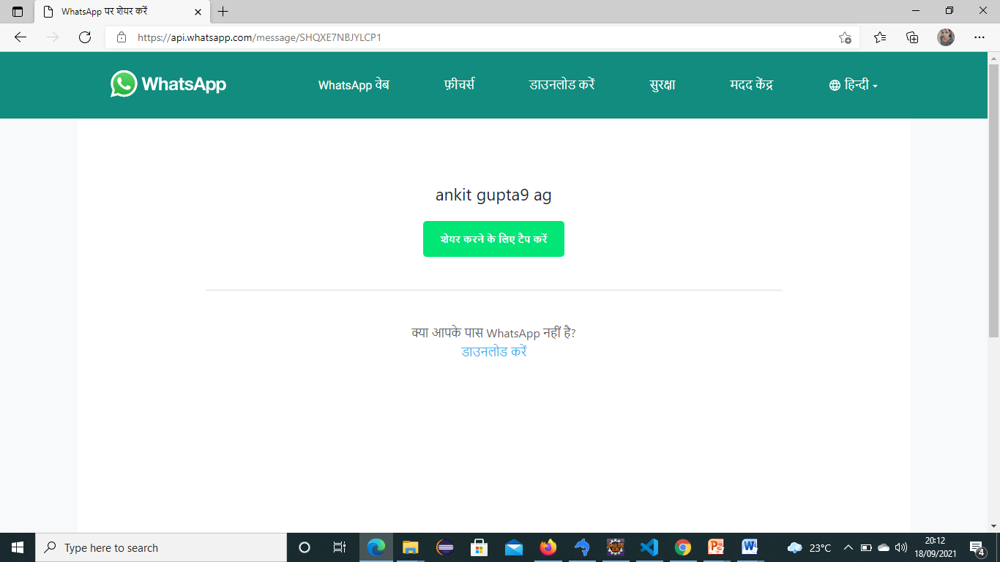 WhatsApp पर शेयर करें
https://api.whatsapp.com/message/SHQXE7NBJYLCP1
WhatsApp
WhatsApp वेब
फ़ीचर्स
डाउनलोड करें
सुरक्षा
मदद केंद्र
हिन्दी
ankit gupta9 ag
शेयर करने के लिए टैप करें
क्या आपके पास WhatsApp नहीं है?
डाउनलोड करें
Type here to search
23°C
20:12
18/09/2021
4